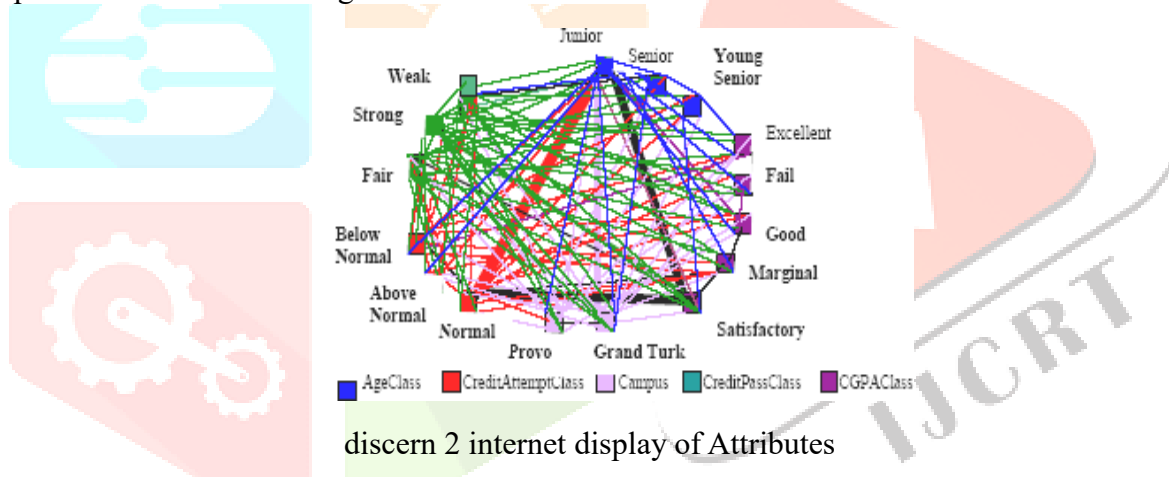 Junior
Senior
Young
Senior
Weak
Strong
Excellent
Fair
Fail
Below
Normal
Good
Marginal
Above
Normal
Normal
Satisfactory
Provo
Grand Turk
AgeClass
CreditAttemptClass
Campus
CreditPassClass
CGPAClass
IJCRT
discern 2 internet display of Attributes